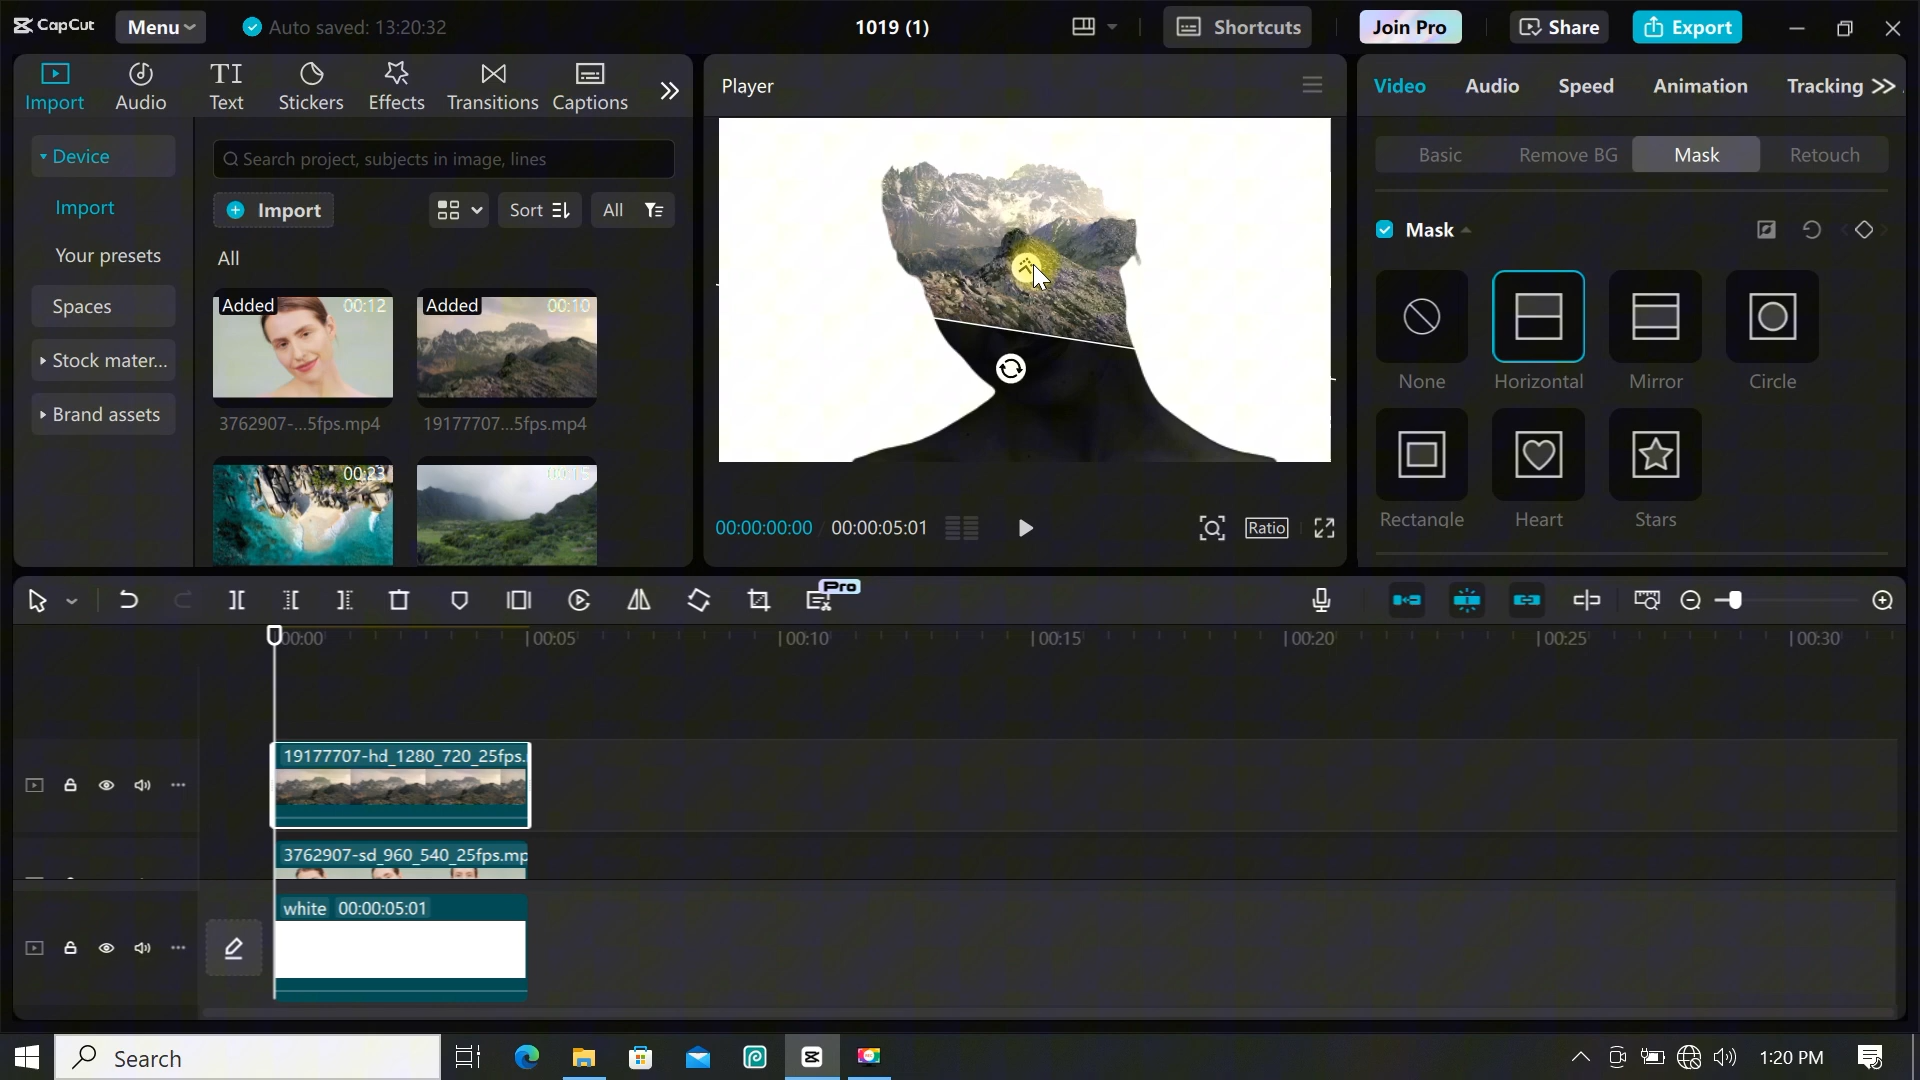 CapCut
Menu
Auto saved: 13:20:32
1019 (1)
Shortcuts
Join Pro
Share
Export
Import
Audio
Text
Stickers
Effects
Transitions
Captions
Device
Import
Your presets
Spaces
Stock mater...
Brand assets
Search project, subjects in image, lines
Import
Sort
All
All
Added 00:12
Added 00:10
3762907-...5fps.mp4
19177707...5fps.mp4
00:23
Player
00:00:00:00
00:00:05:01
Ratio
Video
Audio
Speed
Animation
Tracking
Basic
Remove BG
Mask
Retouch
Mask
None
Horizontal
Mirror
Circle
Rectangle
Heart
Stars
Pro
00:00
00:05
00:10
00:15
00:20
00:25
00:30
19177707-hd_1280_720_25fps.
3762907-sd_960_540_25fps.mp
white 00:00:05:01
Search
1:20 PM